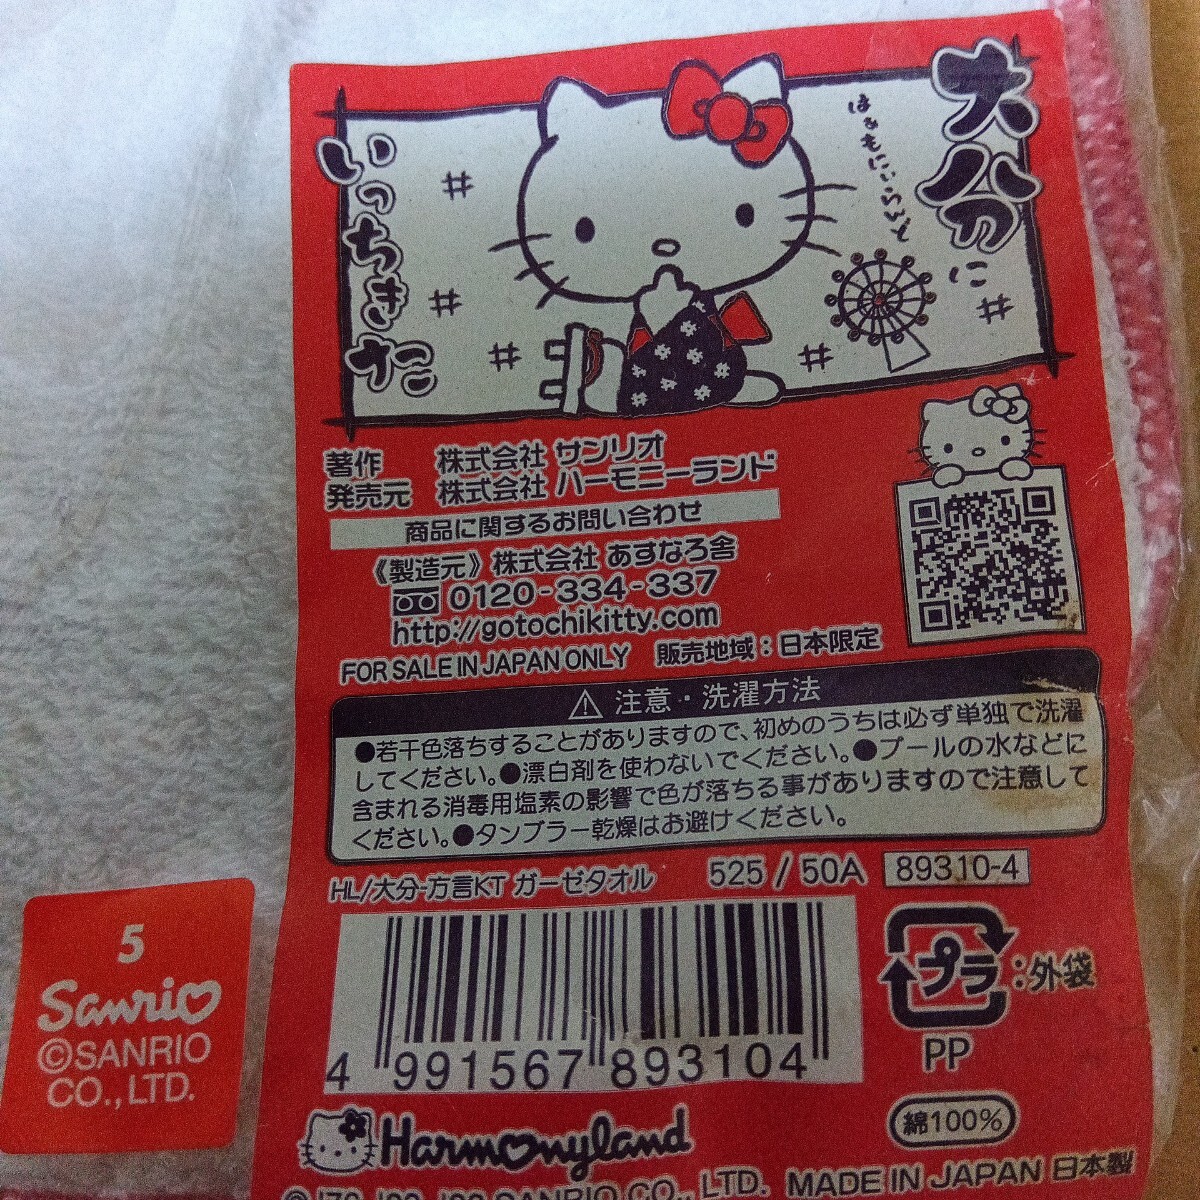 大分に
はぁもにぃらんど
いっちきた
著作 株式会社 サンリオ
発売元 株式会社 ハーモニーランド
商品に関するお問い合わせ
《製造元》株式会社 あすなろ舎
0120-334-337
http://gotochikitty.com
FOR SALE IN JAPAN ONLY 販売地域：日本限定
注意・洗濯方法
●若干色落ちすることがありますので、初めのうちは必ず単独で洗濯
してください。●漂白剤を使わないでください。●プールの水などに
含まれる消毒用塩素の影響で色が落ちる事がありますので注意して
ください。●タンブラー乾燥はお避けください。
HL/大分-方言KT ガーゼタオル 525/50A 89310-4
プラ:外袋
PP
4 991567 893104
綿100%
Harmonyland
SANRIO CO., LTD. MADE IN JAPAN 日本製
5
Sanrio
©SANRIO
CO.,LTD.